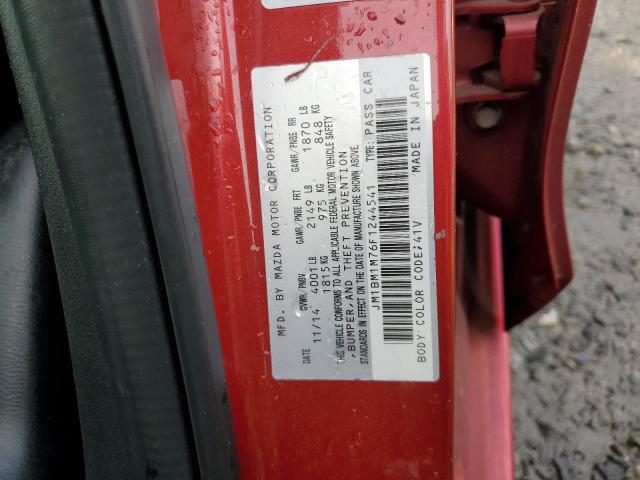 MFD. BY MAZDA MOTOR CORPORATION
DATE GVWR/PNBV GAWR/PNBE FRT GAWR/PNBE RR
11/14 4001 LB 2149 LB 1870 LB
1815 KG 975 KG 848 KG
THIS VEHICLE CONFORMS TO ALL APPLICABLE FEDERAL MOTOR VEHICLE SAFETY
, BUMPER, AND THEFT PREVENTION
STANDARDS IN EFFECT ON THE DATE OF MANUFACTURE SHOWN ABOVE
JM1BM1M76F1244541 TYPE: PASS CAR
BODY COLOR CODE:41V MADE IN JAPAN